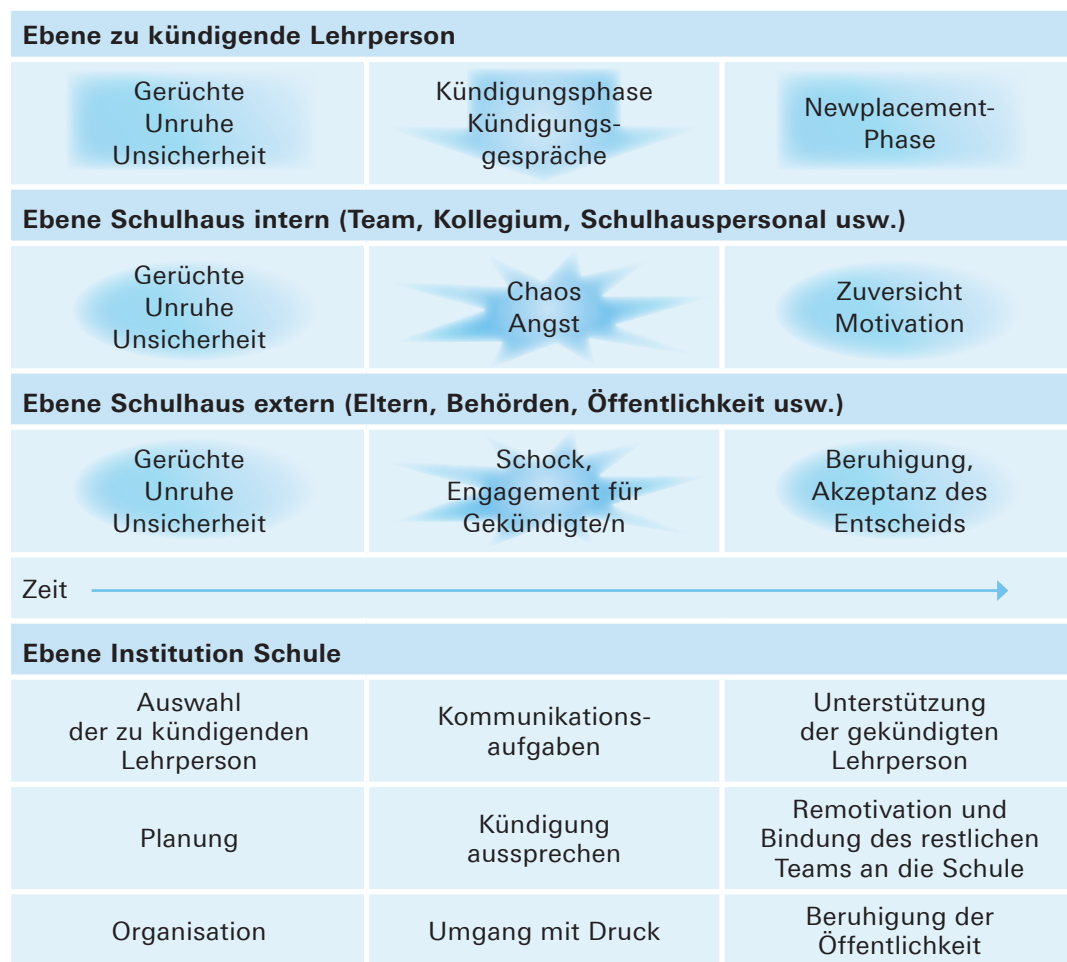 Ebene zu kündigende Lehrperson
Gerüchte
Unruhe
Unsicherheit
Kündigungsphase
Kündigungs-
gespräche
Newplacement-
Phase
Ebene Schulhaus intern (Team, Kollegium, Schulhauspersonal usw.)
Gerüchte
Unruhe
Unsicherheit
Chaos
Angst
Zuversicht
Motivation
Ebene Schulhaus extern (Eltern, Behörden, Öffentlichkeit usw.)
Gerüchte
Unruhe
Unsicherheit
Schock,
Engagement für
Gekündigte/n
Beruhigung,
Akzeptanz des
Entscheids
Zeit
Ebene Institution Schule
Auswahl
der zu kündigenden
Lehrperson
Kommunikations-
aufgaben
Unterstützung
der gekündigten
Lehrperson
Planung
Kündigung
aussprechen
Remotivation und
Bindung des restlichen
Teams an die Schule
Organisation
Umgang mit Druck
Beruhigung der
Öffentlichkeit